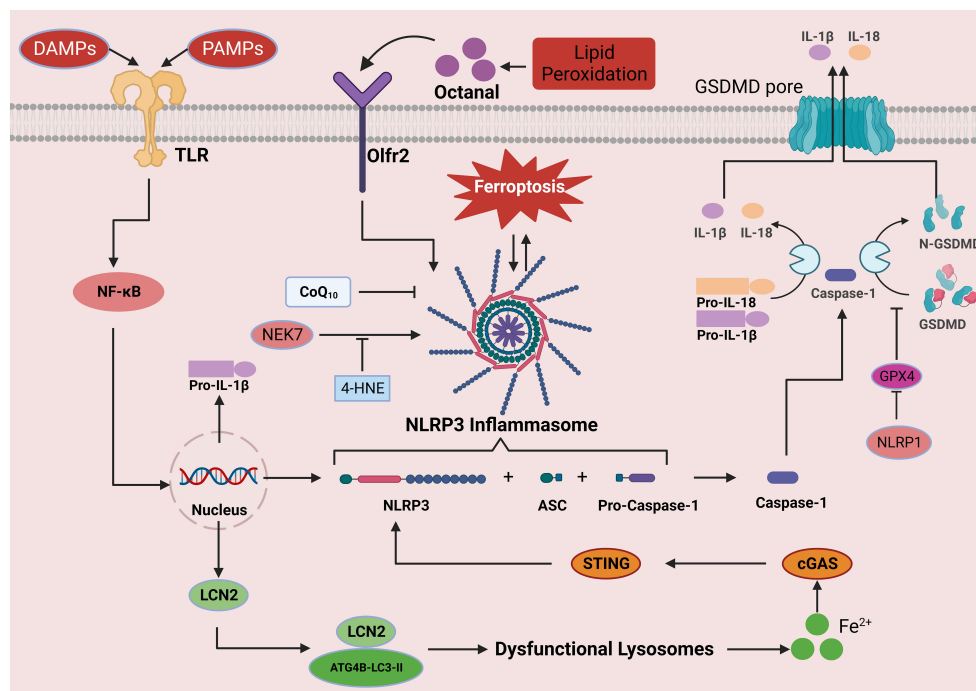 DAMPs
PAMPs
TLR
Octanal
Lipid
Peroxidation
Olfr2
IL-1β
IL-18
GSDMD pore
Ferroptosis
NF-κB
CoQ10
NEK7
4-HNE
Pro-IL-1β
Nucleus
NLRP3 Inflammasome
NLRP3
+
ASC
+
Pro-Caspase-1
Caspase-1
IL-1β
IL-18
N-GSDMD
Pro-IL-18
Pro-IL-1β
Caspase-1
GSDMD
GPX4
NLRP1
LCN2
STING
cGAS
LCN2
ATG4B-LC3-II
Dysfunctional Lysosomes
Fe2+